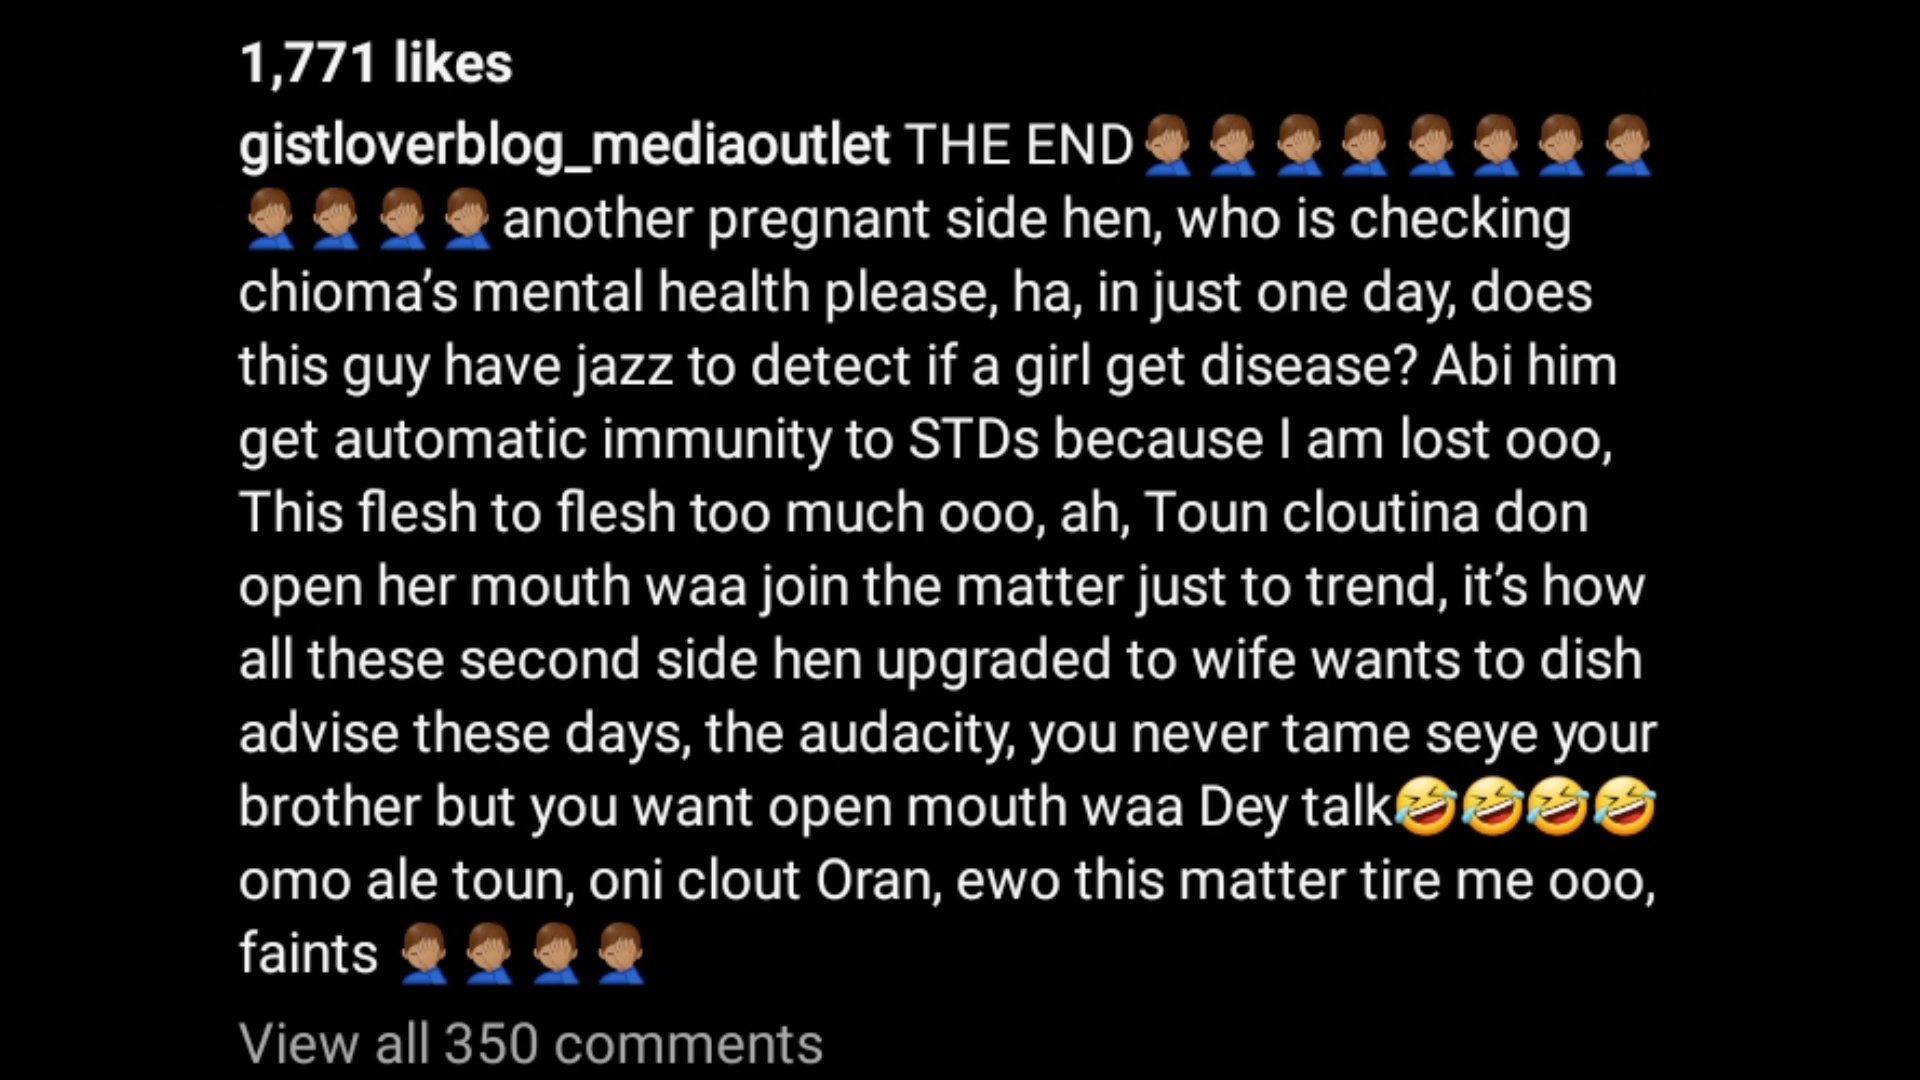 1,771 likes
gistloverblog_mediaoutlet THE END🤦🏽‍♂️🤦🏽‍♂️🤦🏽‍♂️🤦🏽‍♂️🤦🏽‍♂️🤦🏽‍♂️🤦🏽‍♂️🤦🏽‍♂️
🤦🏽‍♂️🤦🏽‍♂️🤦🏽‍♂️🤦🏽‍♂️another pregnant side hen, who is checking
chioma’s mental health please, ha, in just one day, does
this guy have jazz to detect if a girl get disease? Abi him
get automatic immunity to STDs because I am lost ooo,
This flesh to flesh too much ooo, ah, Toun cloutina don
open her mouth waa join the matter just to trend, it’s how
all these second side hen upgraded to wife wants to dish
advise these days, the audacity, you never tame seye your
brother but you want open mouth waa Dey talk🤣🤣🤣🤣
omo ale toun, oni clout Oran, ewo this matter tire me ooo,
faints 🤦🏽‍♂️🤦🏽‍♂️🤦🏽‍♂️🤦🏽‍♂️
View all 350 comments